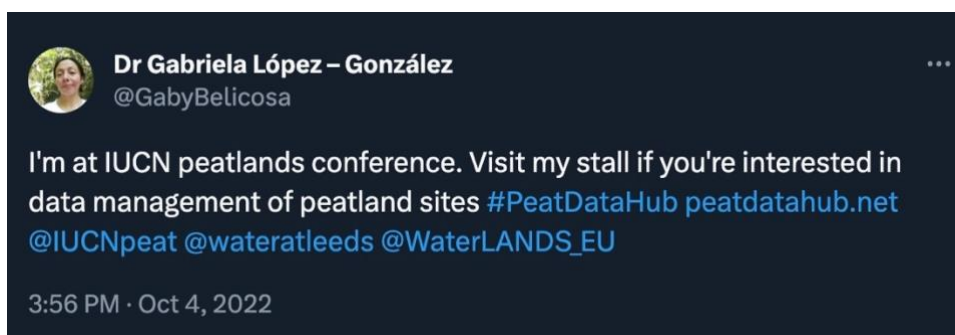 Dr Gabriela López – González
@GabyBelicosa
I'm at IUCN peatlands conference. Visit my stall if you're interested in
data management of peatland sites #PeatDataHub peatdatahub.net
@IUCNpeat @wateratleeds @WaterLANDS_EU
3:56 PM · Oct 4, 2022